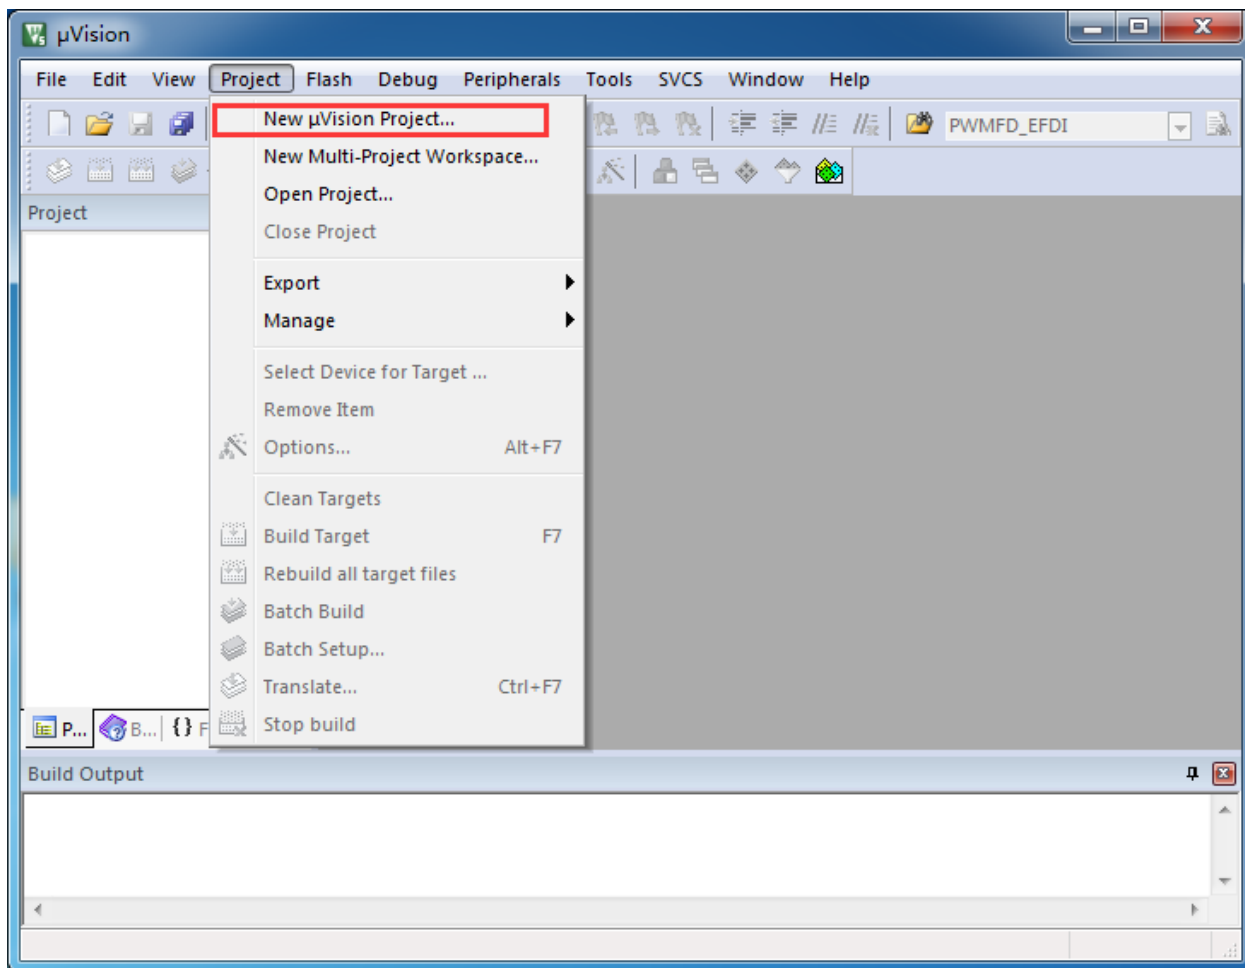 µVision
File Edit View Project Flash Debug Peripherals Tools SVCS Window Help
New µVision Project...
PWMFD_EFDI
New Multi-Project Workspace...
Open Project...
Project
Close Project
Export
Manage
Select Device for Target ...
Remove Item
Options... Alt+F7
Clean Targets
Build Target F7
Rebuild all target files
Batch Build
Batch Setup...
Translate... Ctrl+F7
Stop build
P... B... {} F
Build Output